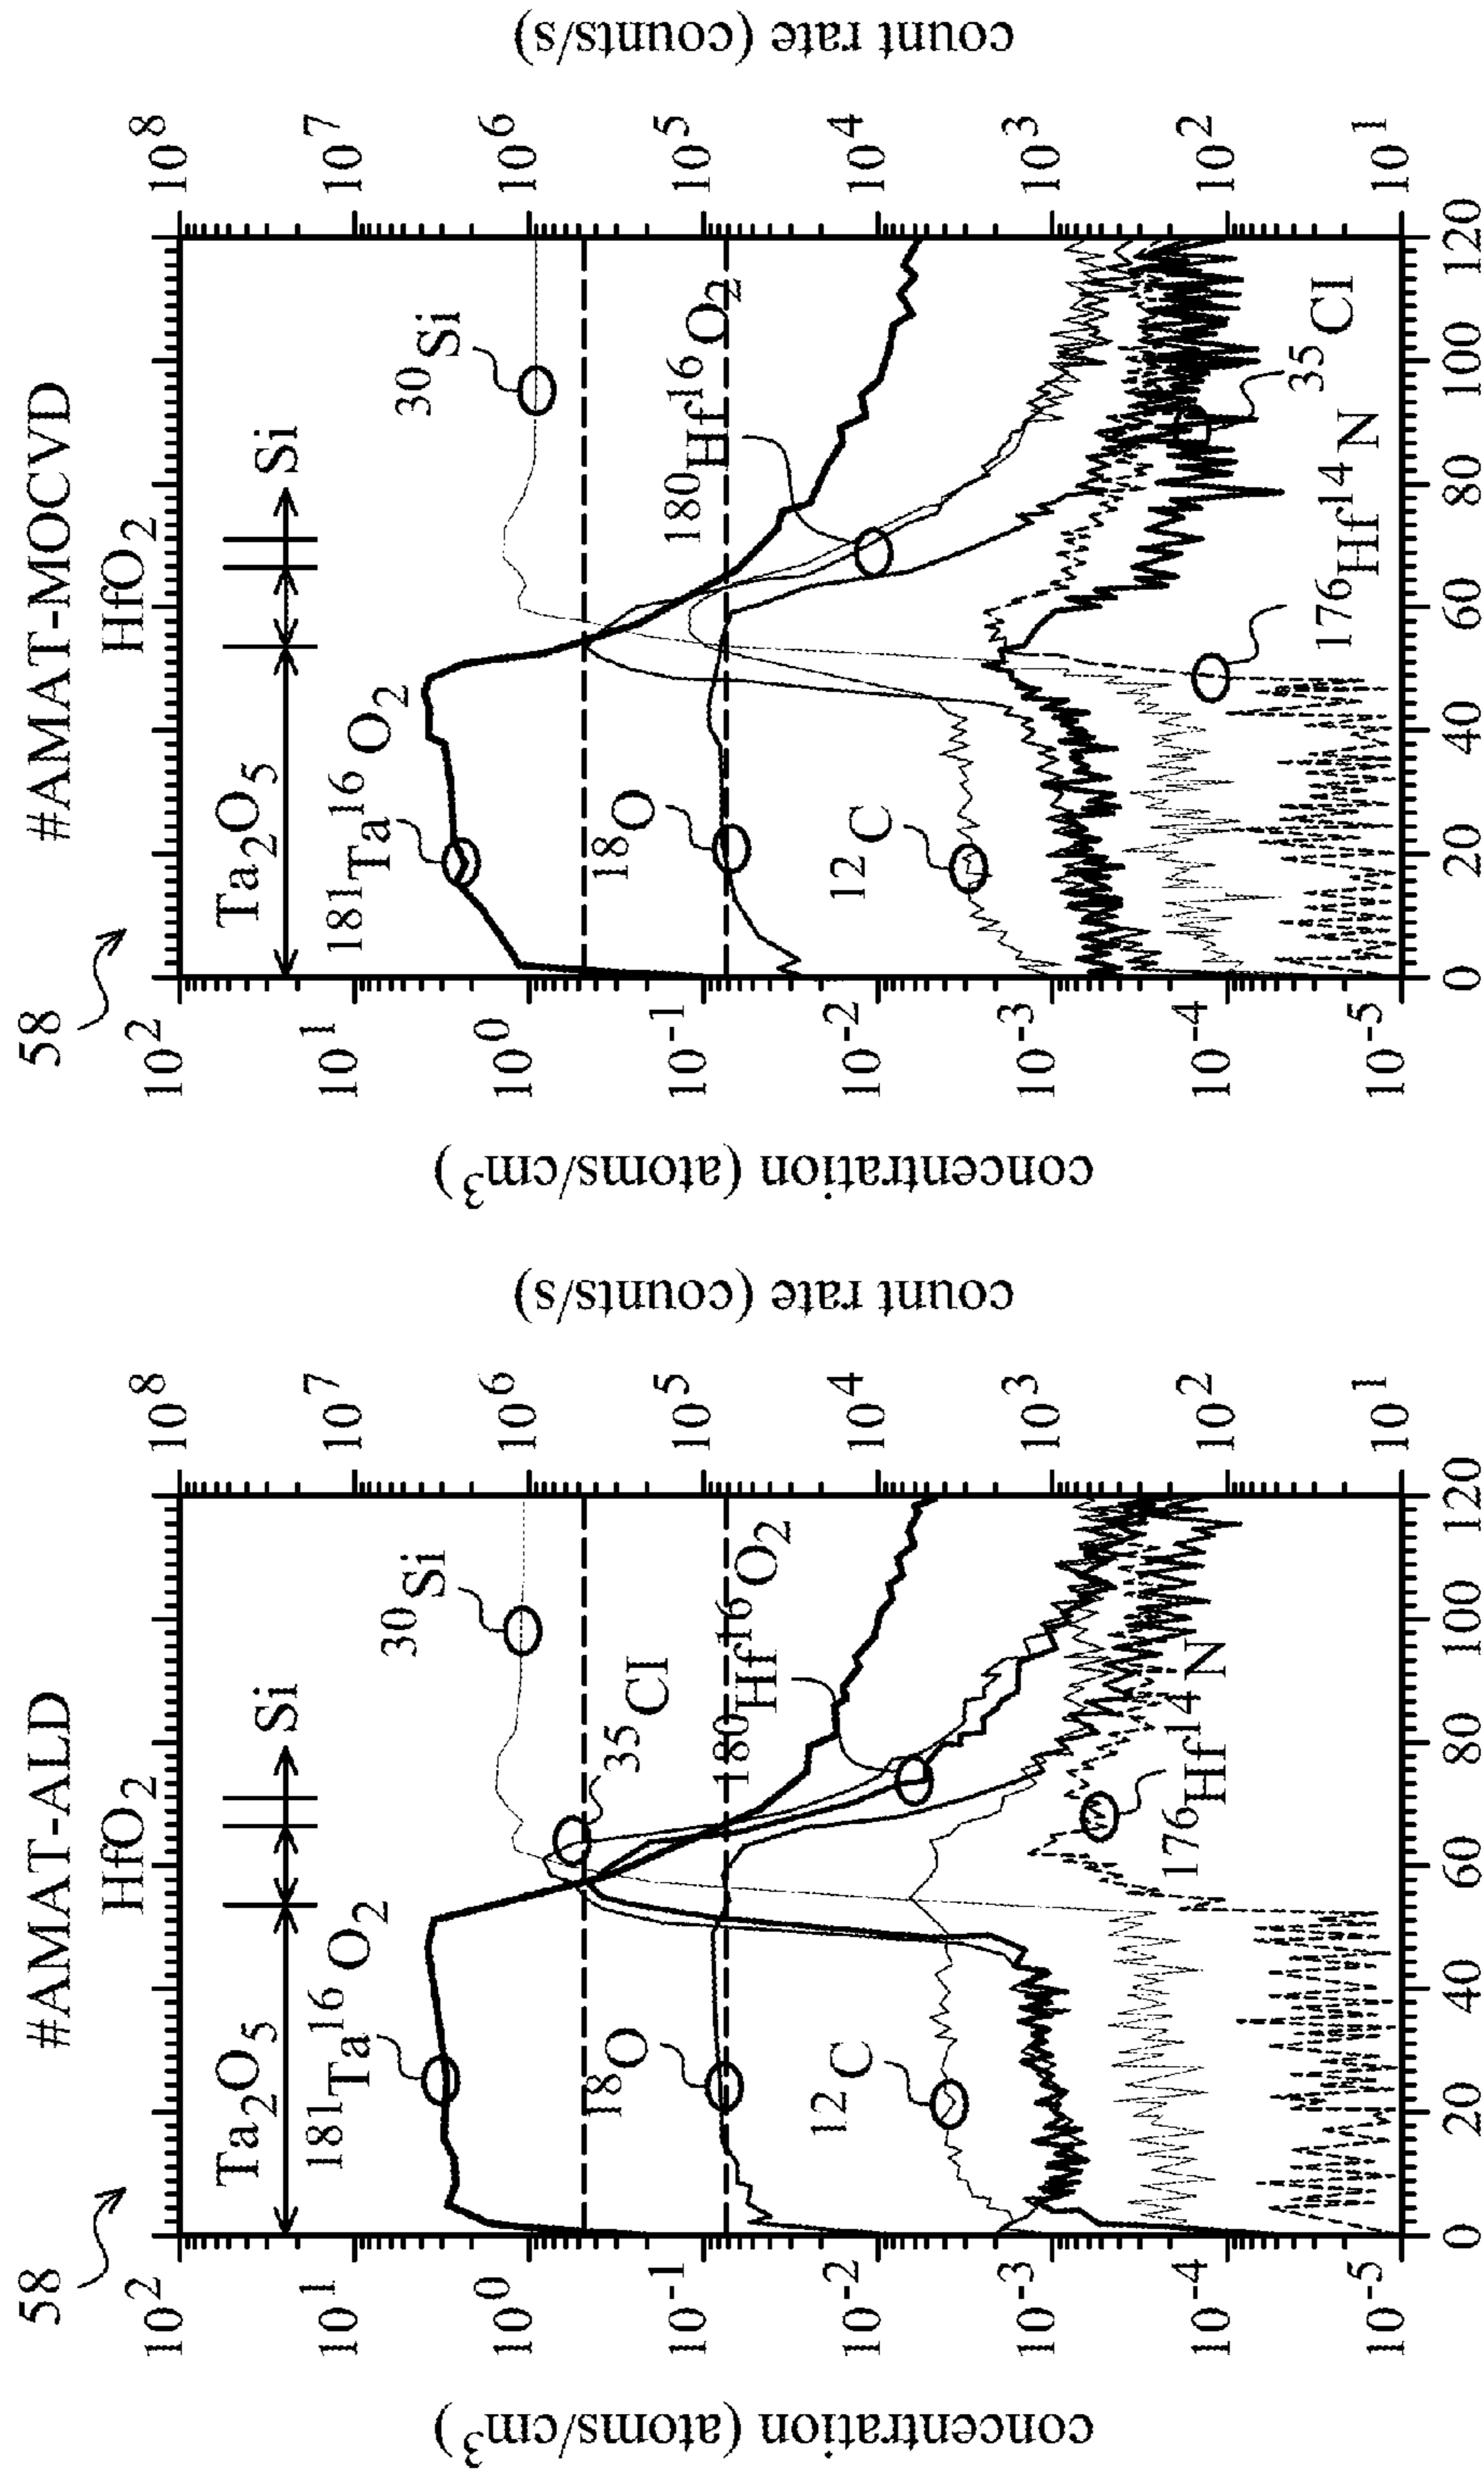 58
#AMAT-ALD
HfO2
Ta2O5
Si
181Ta16O2
30Si
35Cl
18O
180Hf16O2
12C
176Hf14N
concentration (atoms/cm3)
10^2
10^1
10^0
10^-1
10^-2
10^-3
10^-4
10^-5
count rate (counts/s)
10^8
10^7
10^6
10^5
10^4
10^3
10^2
10^1
0 20 40 60 80 100 120
58
#AMAT-MOCVD
HfO2
Ta2O5
Si
181Ta16O2
30Si
18O
180Hf16O2
12C
35Cl
176Hf14N
concentration (atoms/cm3)
10^2
10^1
10^0
10^-1
10^-2
10^-3
10^-4
10^-5
count rate (counts/s)
10^8
10^7
10^6
10^5
10^4
10^3
10^2
10^1
0 20 40 60 80 100 120